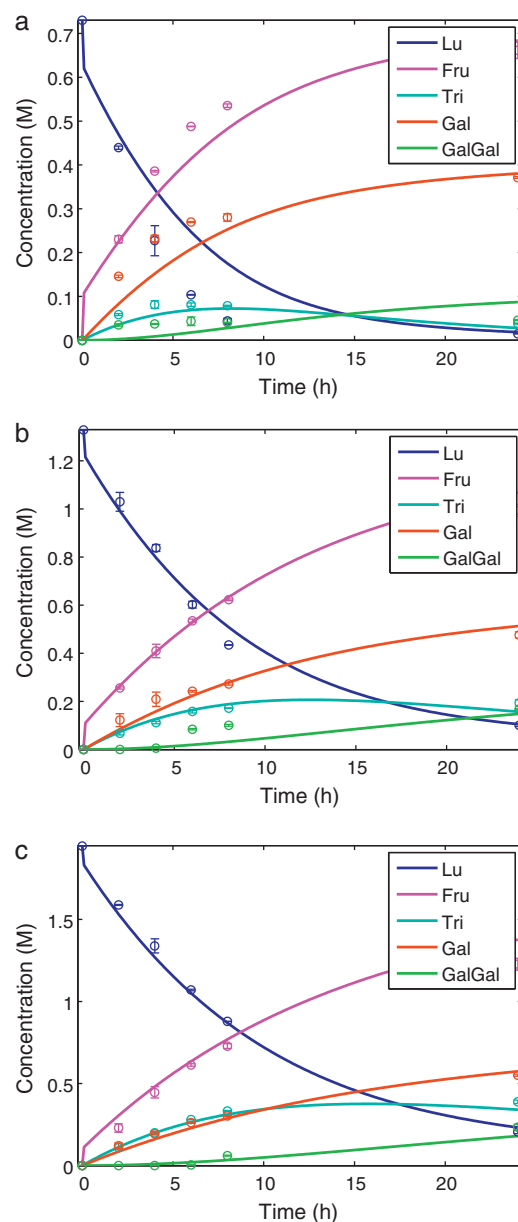 a
0.7
0.6
0.5
0.4
0.3
0.2
0.1
0
Concentration (M)
Lu
Fru
Tri
Gal
GalGal
0 5 10 15 20
Time (h)
b
1.2
1
0.8
0.6
0.4
0.2
0
Concentration (M)
Lu
Fru
Tri
Gal
GalGal
0 5 10 15 20
Time (h)
c
1.5
1
0.5
0
Concentration (M)
Lu
Fru
Tri
Gal
GalGal
0 5 10 15 20
Time (h)